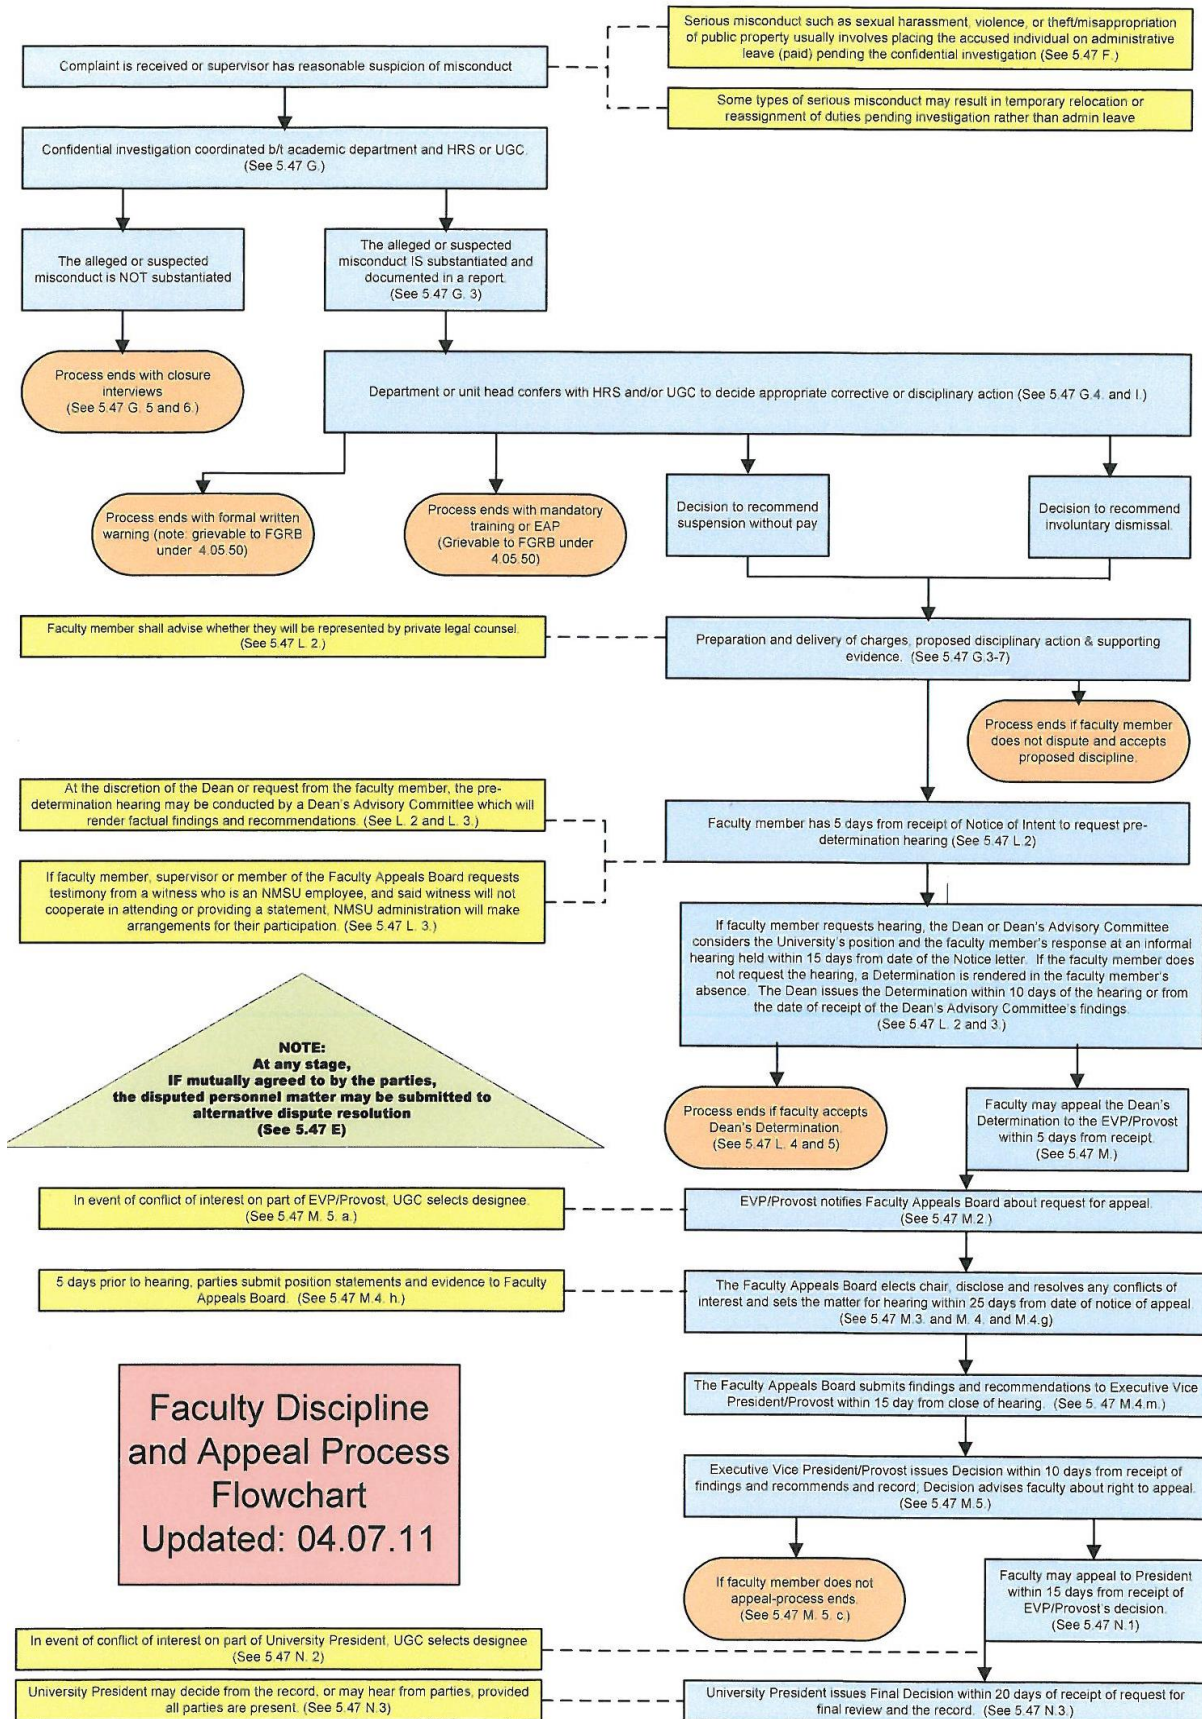 Serious misconduct such as sexual harassment, violence, or theft/misappropriation
of public property usually involves placing the accused individual on administrative
leave (paid) pending the confidential investigation (See 5.47 F.)
Complaint is received or supervisor has reasonable suspicion of misconduct
Some types of serious misconduct may result in temporary relocation or
reassignment of duties pending investigation rather than admin leave
Confidential investigation coordinated b/t academic department and HRS or UGC.
(See 5.47 G.)
The alleged or suspected
misconduct is NOT substantiated
The alleged or suspected
misconduct IS substantiated and
documented in a report.
(See 5.47 G. 3)
Process ends with closure
interviews
(See 5.47 G. 5 and 6.)
Department or unit head confers with HRS and/or UGC to decide appropriate corrective or disciplinary action (See 5.47 G.4. and I.)
Process ends with formal written
warning (note: grievable to FGRB
under 4.05.50)
Process ends with mandatory
training or EAP
(Grievable to FGRB under
4.05.50)
Decision to recommend
suspension without pay
Decision to recommend
involuntary dismissal.
Faculty member shall advise whether they will be represented by private legal counsel.
(See 5.47 L. 2.)
Preparation and delivery of charges, proposed disciplinary action & supporting
evidence. (See 5.47 G.3-7)
Process ends if faculty member
does not dispute and accepts
proposed discipline.
At the discretion of the Dean or request from the faculty member, the pre-
determination hearing may be conducted by a Dean's Advisory Committee which will
render factual findings and recommendations. (See L. 2 and L. 3.)
Faculty member has 5 days from receipt of Notice of Intent to request pre-
determination hearing (See 5.47 L.2)
If faculty member, supervisor or member of the Faculty Appeals Board requests
testimony from a witness who is an NMSU employee, and said witness will not
cooperate in attending or providing a statement, NMSU administration will make
arrangements for their participation. (See 5.47 L. 3.)
If faculty member requests hearing, the Dean or Dean's Advisory Committee
considers the University's position and the faculty member's response at an informal
hearing held within 15 days from date of the Notice letter. If the faculty member does
not request the hearing, a Determination is rendered in the faculty member's
absence. The Dean issues the Determination within 10 days of the hearing or from
the date of receipt of the Dean's Advisory Committee's findings.
(See 5.47 L. 2 and 3.)
NOTE:
At any stage,
IF mutually agreed to by the parties,
the disputed personnel matter may be submitted to
alternative dispute resolution
(See 5.47 E)
Process ends if faculty accepts
Dean's Determination.
(See 5.47 L. 4 and 5)
Faculty may appeal the Dean's
Determination to the EVP/Provost
within 5 days from receipt.
(See 5.47 M.)
In event of conflict of interest on part of EVP/Provost, UGC selects designee.
(See 5.47 M. 5. a.)
EVP/Provost notifies Faculty Appeals Board about request for appeal.
(See 5.47 M.2.)
5 days prior to hearing, parties submit position statements and evidence to Faculty
Appeals Board. (See 5.47 M.4. h.)
The Faculty Appeals Board elects chair, disclose and resolves any conflicts of
interest and sets the matter for hearing within 25 days from date of notice of appeal.
(See 5.47 M.3. and M. 4. and M.4.g)
The Faculty Appeals Board submits findings and recommendations to Executive Vice
President/Provost within 15 day from close of hearing. (See 5. 47 M.4.m.)
Faculty Discipline
and Appeal Process
Flowchart
Updated: 04.07.11
Executive Vice President/Provost issues Decision within 10 days from receipt of
findings and recommends and record; Decision advises faculty about right to appeal.
(See 5.47 M.5.)
If faculty member does not
appeal-process ends.
(See 5.47 M. 5. c.)
Faculty may appeal to President
within 15 days from receipt of
EVP/Provost's decision.
(See 5.47 N.1)
In event of conflict of interest on part of University President, UGC selects designee
(See 5.47 N. 2)
University President may decide from the record, or may hear from parties, provided
all parties are present. (See 5.47 N.3)
University President issues Final Decision within 20 days of receipt of request for
final review and the record. (See 5.47 N.3.)